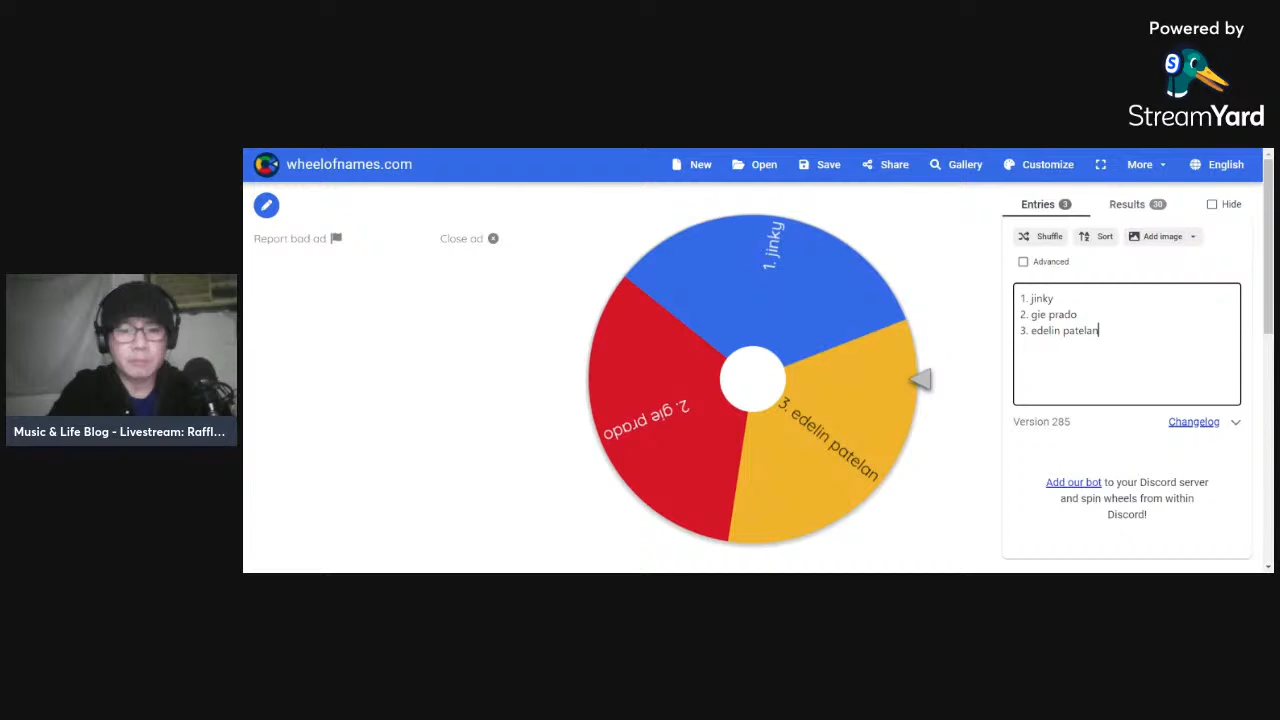 Powered by
S
StreamYard
wheelofnames.com
New
Open
Save
Share
Gallery
Customize
More
English
Report bad ad
Close ad
1. jinky
2. gie prado
3. edelin patelan
Entries 3
Results 30
Hide
Shuffle
Sort
Add image
Advanced
1. jinky
2. gie prado
3. edelin patelan
Version 285
Changelog
Add our bot to your Discord server
and spin wheels from within
Discord!
Music & Life Blog - Livestream: Raffl...